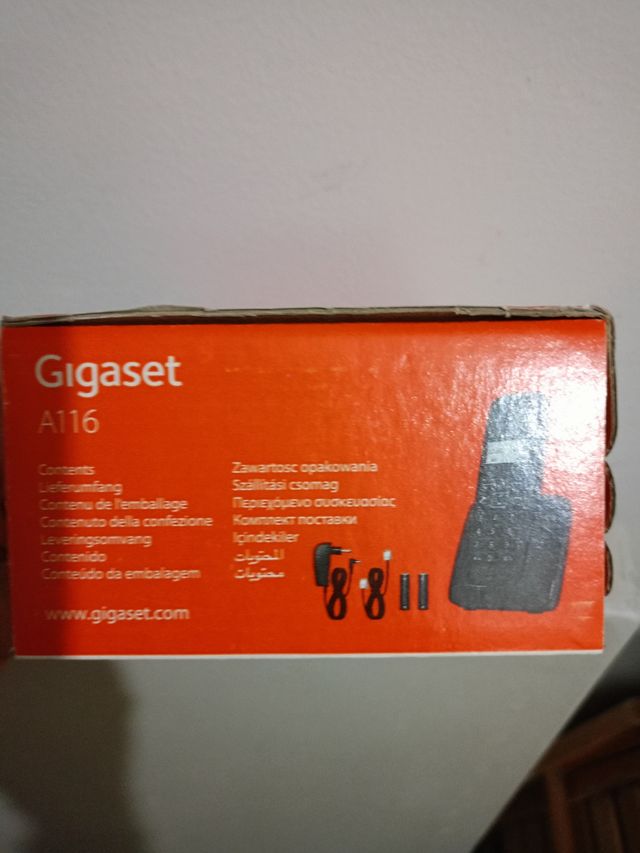 Gigaset
A116
Contents
Lieferumfang
Contenu de l'emballage
Contenuto della confezione
Leveringsomvang
Contenido
Conteúdo da embalagem
Zawartosc opakowania
Szállítási csomag
Περιεχόμενο συσκευασίας
Комплект поставки
İçindekiler
المحتويات
محتويات
www.gigaset.com